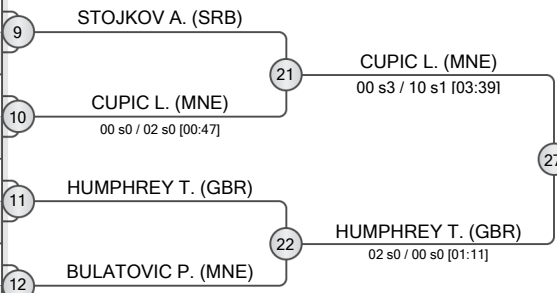 9
STOJKOV A. (SRB)
21
CUPIC L. (MNE)
00 s3 / 10 s1 [03:39]
10
CUPIC L. (MNE)
00 s0 / 02 s0 [00:47]
27
11
HUMPHREY T. (GBR)
22
HUMPHREY T. (GBR)
02 s0 / 00 s0 [01:11]
12
BULATOVIC P. (MNE)